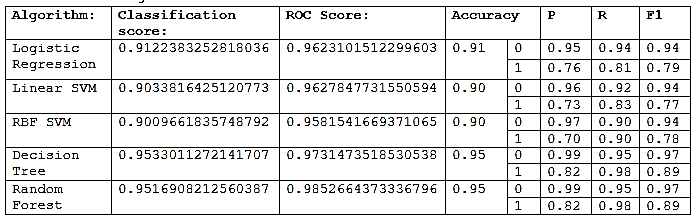 Algorithm: Classification score: ROC Score: Accuracy P R F1
Logistic Regression 0.9122383252818036 0.9623101512299603 0.91 0 0.95 0.94 0.94
1 0.76 0.81 0.79
Linear SVM 0.9033816425120773 0.9627847731550594 0.90 0 0.96 0.92 0.94
1 0.73 0.83 0.77
RBF SVM 0.9009661835748792 0.9581541669371065 0.90 0 0.97 0.90 0.94
1 0.70 0.90 0.78
Decision Tree 0.9533011272141707 0.9731473518530538 0.95 0 0.99 0.95 0.97
1 0.82 0.98 0.89
Random Forest 0.9516908212560387 0.9852664373336796 0.95 0 0.99 0.95 0.97
1 0.82 0.98 0.89